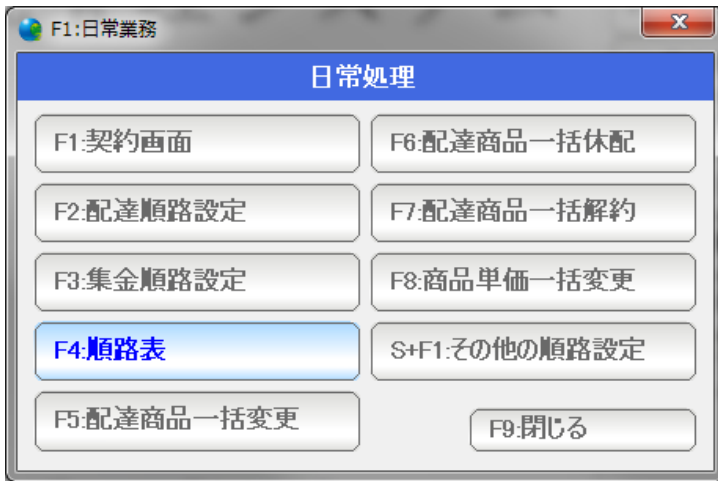 F1:日常業務
日常処理
F1:契約画面
F2:配達順路設定
F3:集金順路設定
F4:順路表
F5:配達商品一括変更
F6:配達商品一括休配
F7:配達商品一括解約
F8:商品単価一括変更
S+F1:その他の順路設定
F9:閉じる